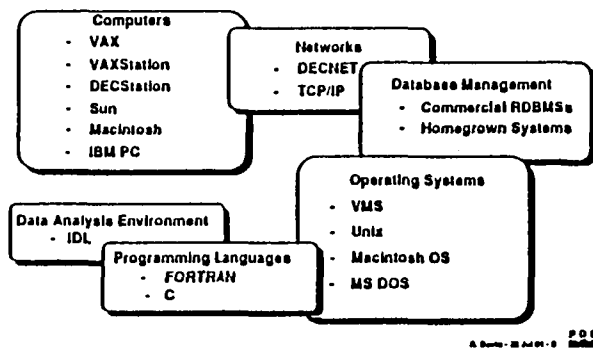 Computers
- VAX
- VAXStation
- DECStation
- Sun
- Macintosh
- IBM PC
Networks
- DECNET
- TCP/IP
Database Management
- Commercial RDBMSs
- Homegrown Systems
Operating Systems
- VMS
- Unix
- Macintosh OS
- MS DOS
Data Analysis Environment
- IDL
Programming Languages
- FORTRAN
- C